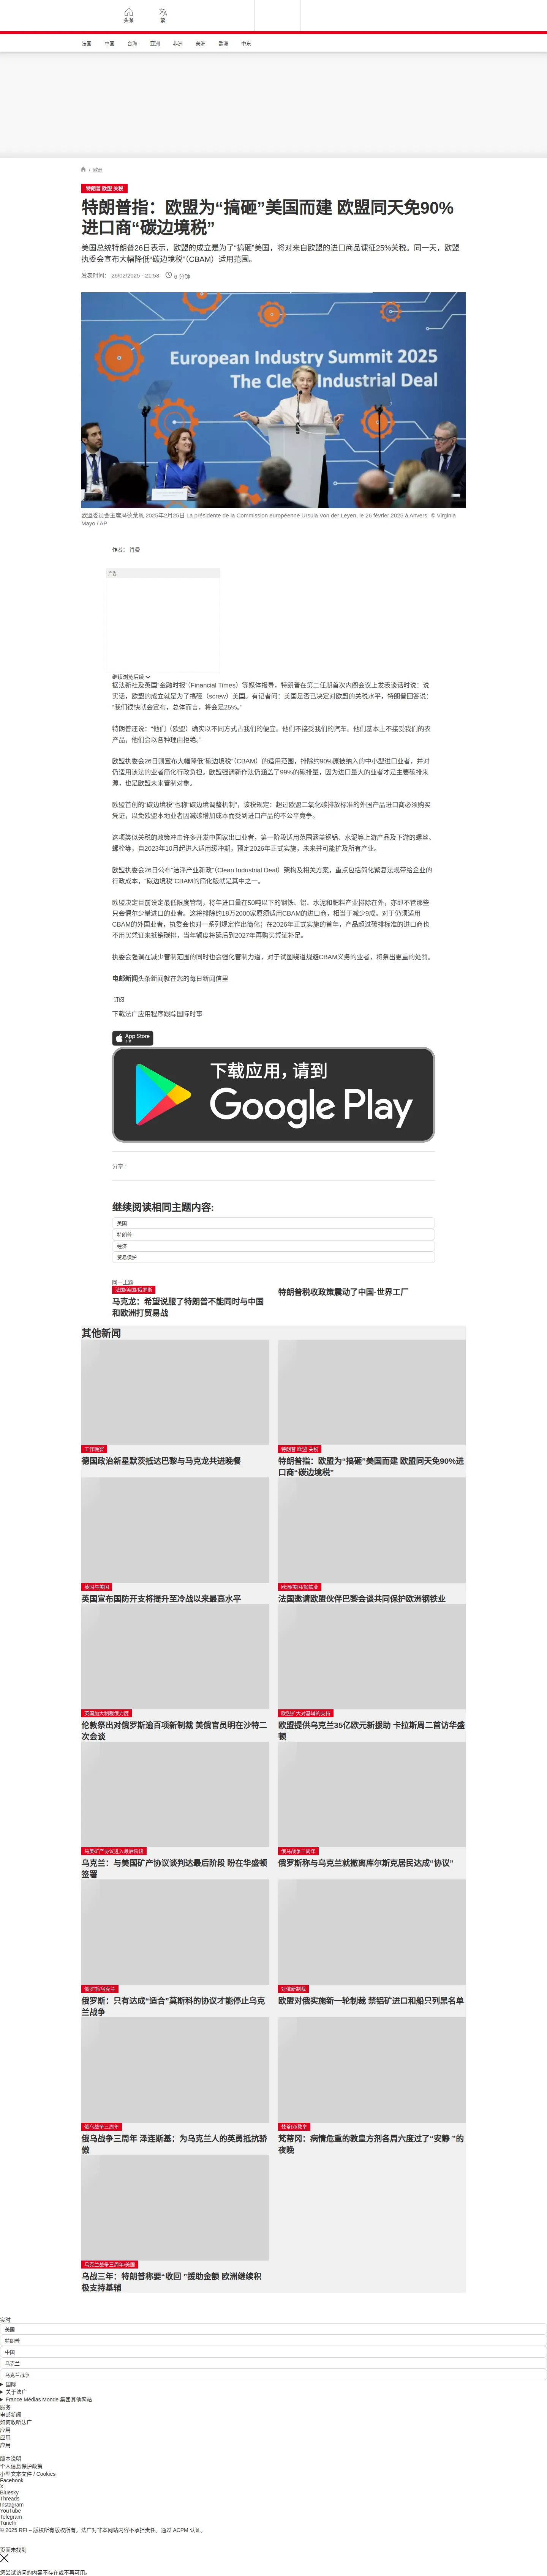 头条
繁
法国
中国
台海
亚洲
非洲
美洲
欧洲
中东
/ 欧洲
特朗普 欧盟 关税
特朗普指：欧盟为“搞砸”美国而建 欧盟同天免90%
进口商“碳边境税”
美国总统特朗普26日表示，欧盟的成立是为了“搞砸”美国，将对来自欧盟的进口商品课征25%关税。同一天，欧盟
执委会宣布大幅降低“碳边境税”（CBAM）适用范围。
发表时间： 26/02/2025 - 21:53 6 分钟
European Industry Summit 2025
The Clean Industrial Deal
欧盟委员会主席冯德莱恩 2025年2月25日 La présidente de la Commission européenne Ursula Von der Leyen, le 26 février 2025 à Anvers. © Virginia
Mayo / AP
作者： 肖曼
广告
继续浏览后续
据法新社及英国“金融时报”（Financial Times）等媒体报导，特朗普在第二任期首次内阁会议上发表谈话时说：说
实话，欧盟的成立就是为了搞砸（screw）美国。有记者问：美国是否已决定对欧盟的关税水平，特朗普回答说：
“我们很快就会宣布，总体而言，将会是25%。”
特朗普还说：“他们（欧盟）确实以不同方式占我们的便宜。他们不接受我们的汽车。他们基本上不接受我们的农
产品，他们会以各种理由拒绝。”
欧盟执委会26日则宣布大幅降低“碳边境税”（CBAM）的适用范围，排除约90%原被纳入的中小型进口业者，并对
仍适用该法的业者简化行政负担。欧盟强调新作法仍涵盖了99%的碳排量，因为进口量大的业者才是主要碳排来
源，也是欧盟未来管制对象。
欧盟首创的“碳边境税”也称“碳边境调整机制”，该税规定：超过欧盟二氧化碳排放标准的外国产品进口商必须购买
凭证，以免欧盟本地业者因减碳增加成本而受到进口产品的不公平竞争。
这项类似关税的政策冲击许多开发中国家出口业者，第一阶段适用范围涵盖钢铝、水泥等上游产品及下游的螺丝、
螺栓等，自2023年10月起进入适用缓冲期，预定2026年正式实施，未来并可能扩及所有产业。
欧盟执委会26日公布“洁净产业新政”（Clean Industrial Deal）架构及相关方案，重点包括简化繁复法规带给企业的
行政成本，“碳边境税”CBAM的简化版就是其中之一。
欧盟决定目前设定最低限度管制，将年进口量在50吨以下的钢铁、铝、水泥和肥料产业排除在外，亦即不管那些
只会偶尔少量进口的业者。这将排除约18万2000家原须适用CBAM的进口商，相当于减少9成。对于仍须适用
CBAM的外国业者，执委会也对一系列规定作出简化；在2026年正式实施的首年，产品超过碳排标准的进口商也
不用买凭证来抵销碳排，当年额度将延后到2027年再购买凭证补足。
执委会强调在减少管制范围的同时也会强化管制力道，对于试图绕道规避CBAM义务的业者，将祭出更重的处罚。
电邮新闻头条新闻就在您的每日新闻信里
订阅
下载法广应用程序跟踪国际时事
App Store
下载
下载应用，请到
Google Play
分享 :
继续阅读相同主题内容:
美国
特朗普
经济
贸易保护
同一主题
法国/美国/俄罗斯
马克龙：希望说服了特朗普不能同时与中国
和欧洲打贸易战
特朗普税收政策震动了中国-世界工厂
其他新闻
工作晚宴
德国政治新星默茨抵达巴黎与马克龙共进晚餐
特朗普 欧盟 关税
特朗普指：欧盟为“搞砸”美国而建 欧盟同天免90%进
口商“碳边境税”
英国与美国
英国宣布国防开支将提升至冷战以来最高水平
欧洲/英国/钢铁业
法国邀请欧盟伙伴巴黎会谈共同保护欧洲钢铁业
英国加大制裁俄力度
伦敦祭出对俄罗斯逾百项新制裁 美俄官员明在沙特二
次会谈
欧盟扩大对基辅的支持
欧盟提供乌克兰35亿欧元新援助 卡拉斯周二首访华盛
顿
乌美矿产协议进入最后阶段
乌克兰：与美国矿产协议谈判达最后阶段 盼在华盛顿
签署
俄乌战争三周年
俄罗斯称与乌克兰就撤离库尔斯克居民达成“协议”
俄罗斯/乌克兰
俄罗斯：只有达成“适合”莫斯科的协议才能停止乌克
兰战争
对俄新制裁
欧盟对俄实施新一轮制裁 禁铝矿进口和船只列黑名单
俄乌战争三周年
俄乌战争三周年 泽连斯基：为乌克兰人的英勇抵抗骄
傲
梵蒂冈/教皇
梵蒂冈：病情危重的教皇方剂各周六度过了“安静 ”的
夜晚
乌克兰战争三周年/美国
乌战三年：特朗普称要“收回 ”援助金额 欧洲继续积
极支持基辅
实时
美国
特朗普
中国
乌克兰
乌克兰战争
国际
关于法广
France Médias Monde 集团其他网站
服务
电邮新闻
如何收听法广
应用
应用
应用
版本说明
个人信息保护政策
小型文本文件 / Cookies
Facebook
X
Bluesky
Threads
Instagram
YouTube
Telegram
TuneIn
© 2025 RFI – 版权所有版权所有。法广对非本网站内容不承担责任。通过 ACPM 认证。
页面未找到
您尝试访问的内容不存在或不再可用。